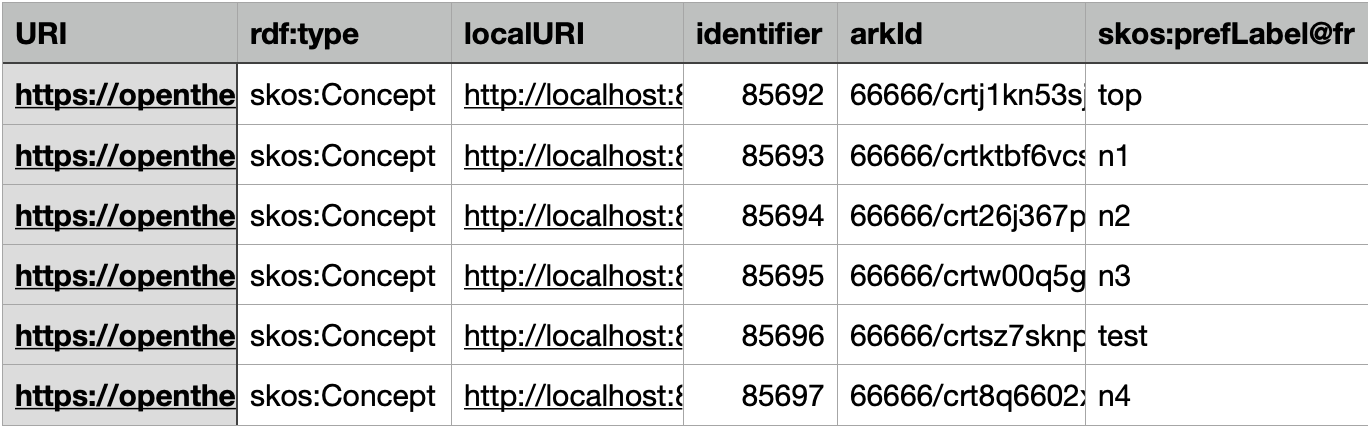 URI rdf:type localURI identifier arkId skos:prefLabel@fr
https://openthe skos:Concept http://localhost:8 85692 66666/crtj1kn53sj top
https://openthe skos:Concept http://localhost:8 85693 66666/crtktbf6vcs n1
https://openthe skos:Concept http://localhost:8 85694 66666/crt26j367p n2
https://openthe skos:Concept http://localhost:8 85695 66666/crtw00q5g n3
https://openthe skos:Concept http://localhost:8 85696 66666/crtsz7sknp test
https://openthe skos:Concept http://localhost:8 85697 66666/crt8q6602x n4